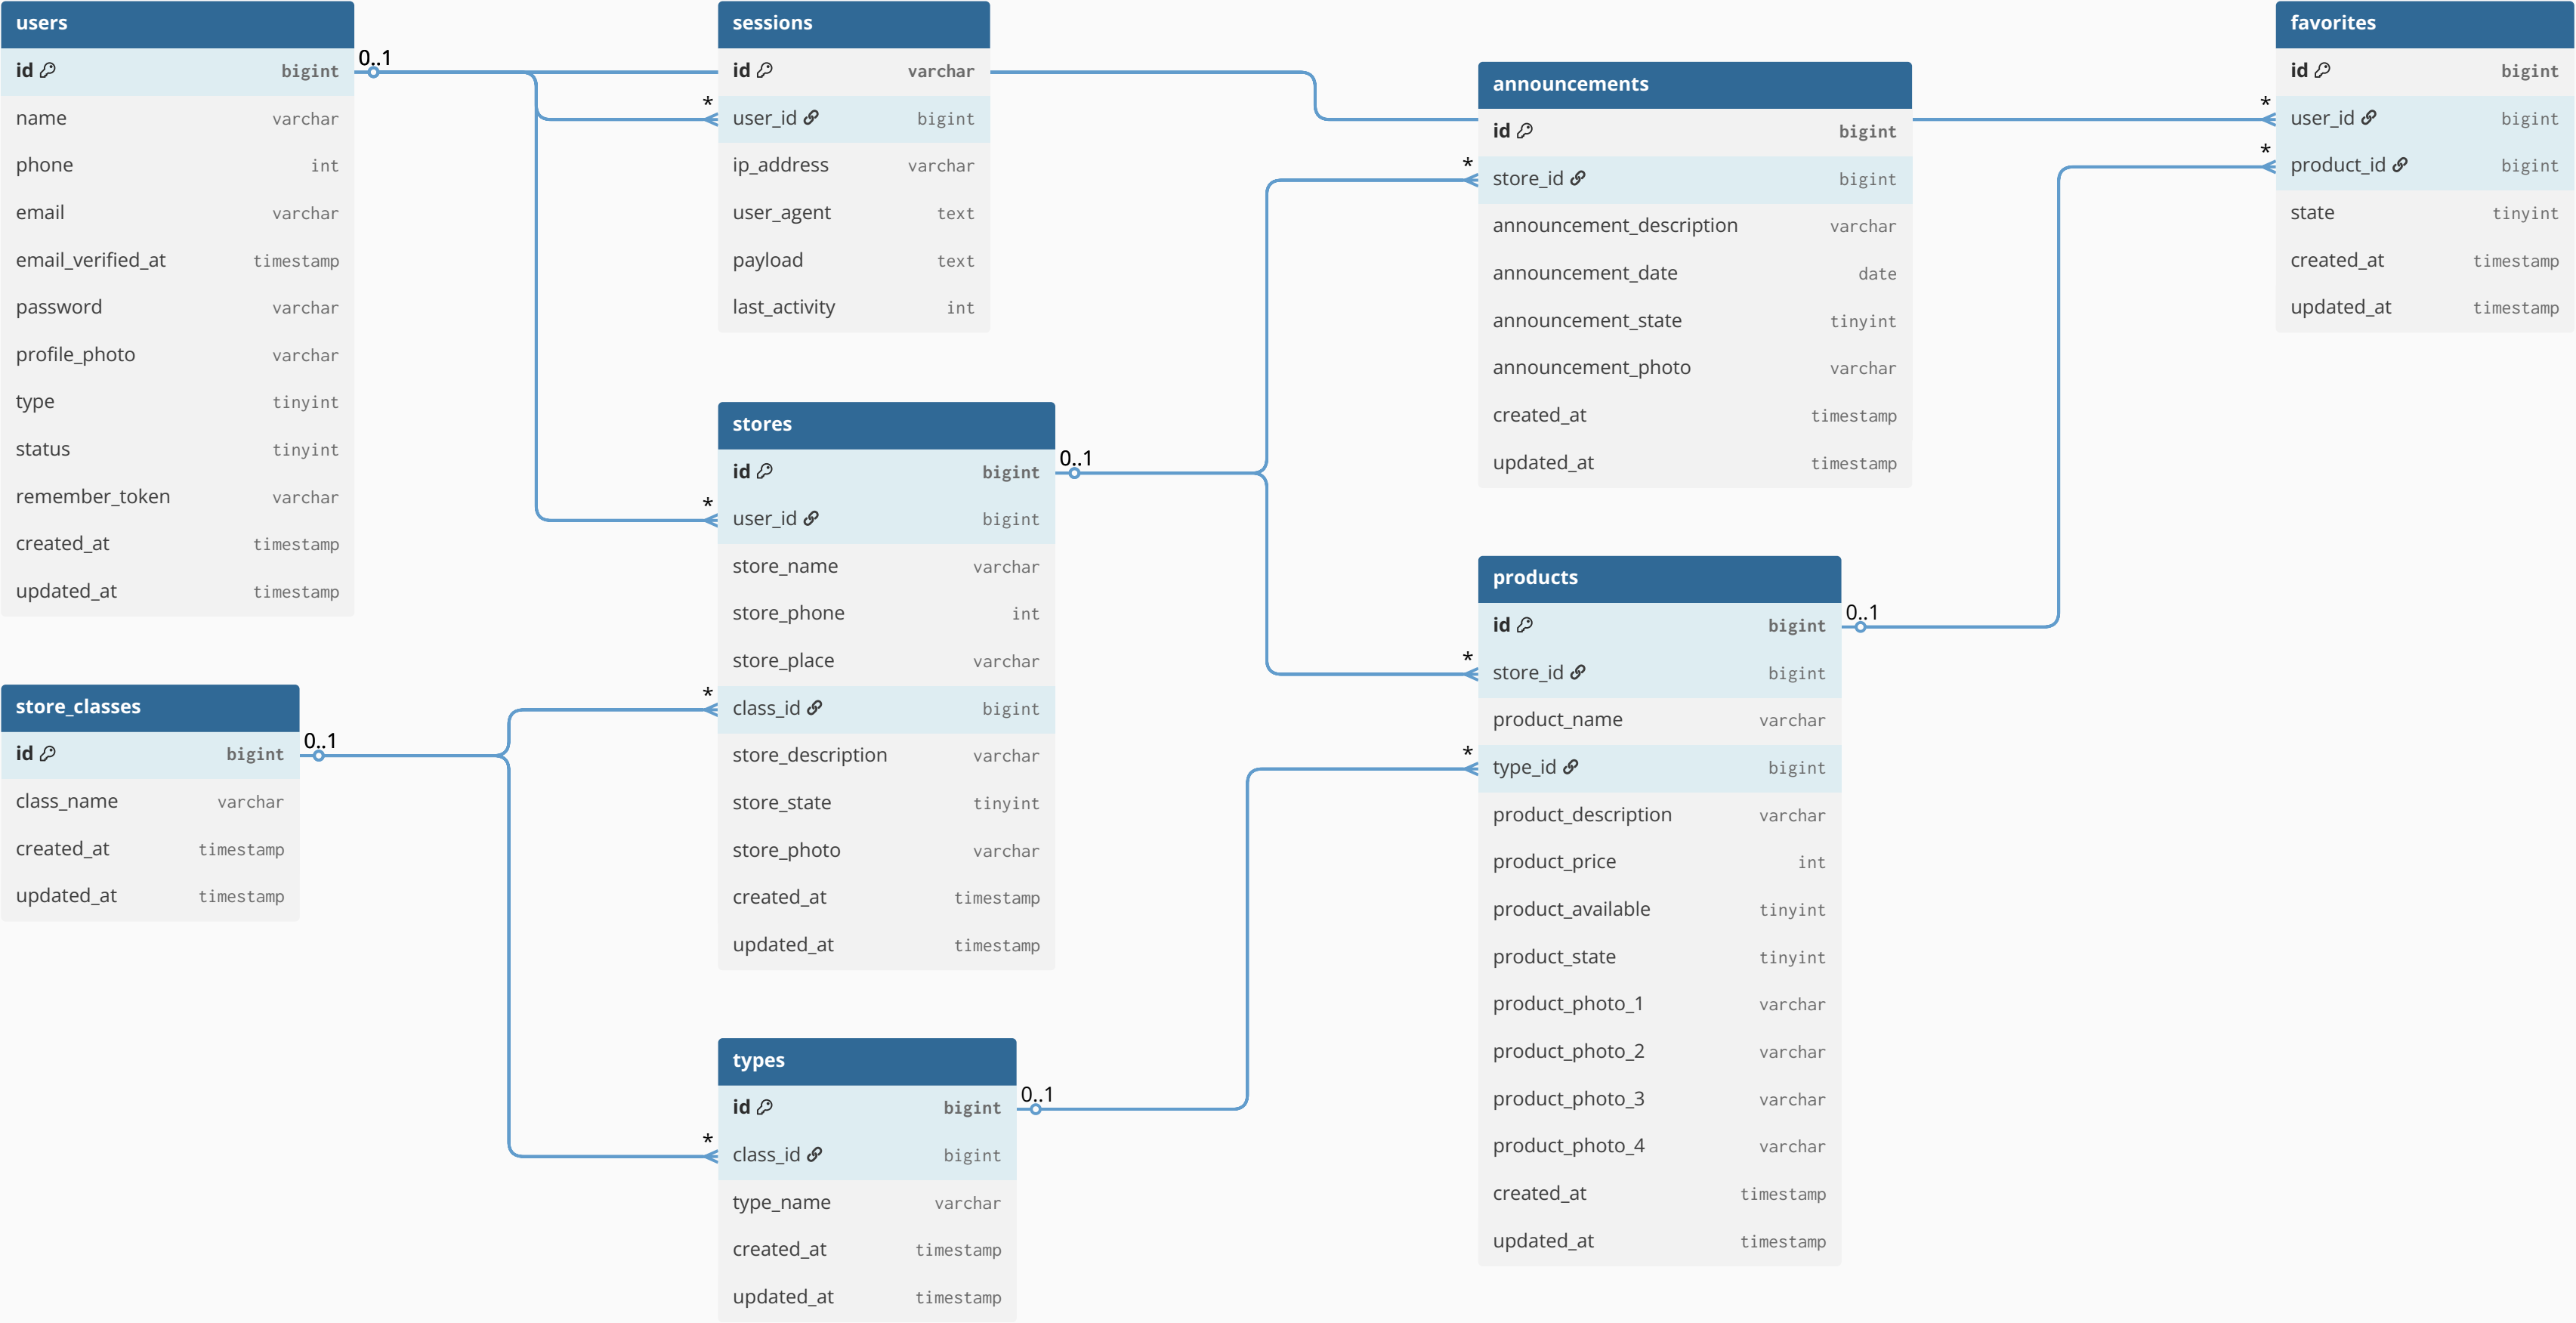 users
id bigint
name varchar
phone int
email varchar
email_verified_at timestamp
password varchar
profile_photo varchar
type tinyint
status tinyint
remember_token varchar
created_at timestamp
updated_at timestamp
0..1
store_classes
id bigint
class_name varchar
created_at timestamp
updated_at timestamp
0..1
sessions
id varchar
*
user_id bigint
ip_address varchar
user_agent text
payload text
last_activity int
stores
id bigint
0..1
*
user_id bigint
store_name varchar
store_phone int
store_place varchar
*
class_id bigint
store_description varchar
store_state tinyint
store_photo varchar
created_at timestamp
updated_at timestamp
types
id bigint
0..1
*
class_id bigint
type_name varchar
created_at timestamp
updated_at timestamp
announcements
id bigint
*
store_id bigint
announcement_description varchar
announcement_date date
announcement_state tinyint
announcement_photo varchar
created_at timestamp
updated_at timestamp
products
id bigint
0..1
*
store_id bigint
product_name varchar
*
type_id bigint
product_description varchar
product_price int
product_available tinyint
product_state tinyint
product_photo_1 varchar
product_photo_2 varchar
product_photo_3 varchar
product_photo_4 varchar
created_at timestamp
updated_at timestamp
favorites
id bigint
*
user_id bigint
*
product_id bigint
state tinyint
created_at timestamp
updated_at timestamp